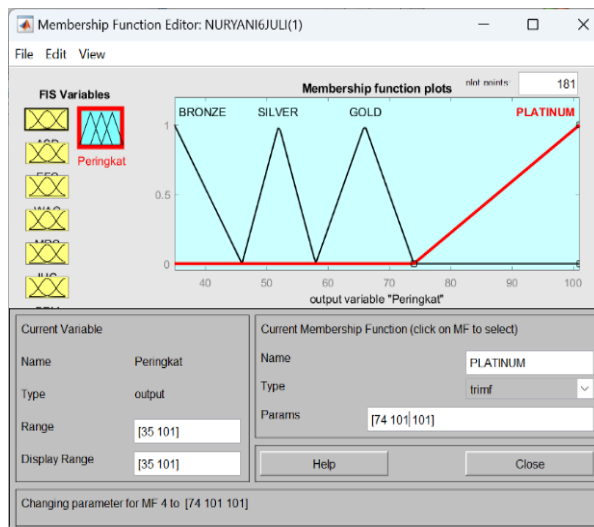 Membership Function Editor: NURYANI6JULI(1)
File Edit View
FIS Variables
Membership function plots
plot points:
181
BRONZE SILVER GOLD PLATINUM
Peringkat
1
0.5
0
40 50 60 70 80 90 100
output variable "Peringkat"
Current Variable
Name Peringkat
Type output
Range [35 101]
Display Range [35 101]
Current Membership Function (click on MF to select)
Name PLATINUM
Type trimf
Params [74 101 101]
Help Close
Changing parameter for MF 4 to [74 101 101]